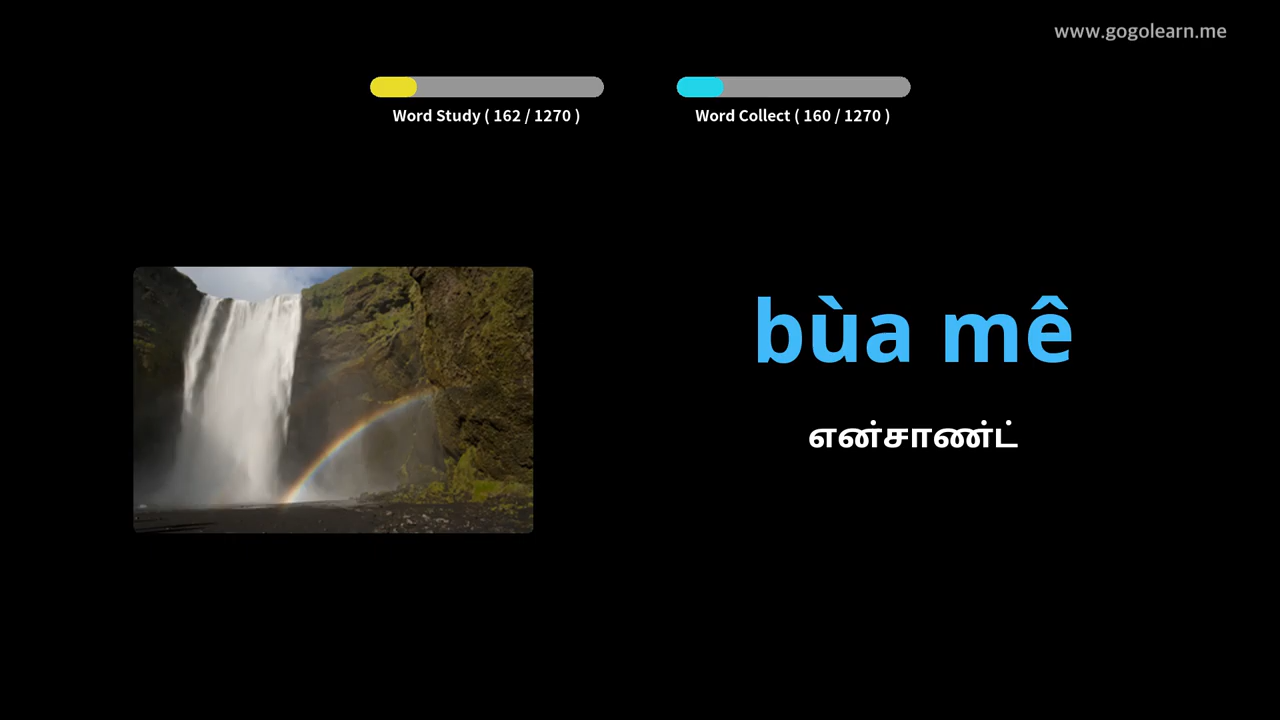 www.gogolearn.me
Word Study ( 162 / 1270 )
Word Collect ( 160 / 1270 )
bùa mê
என்சாண்ட்